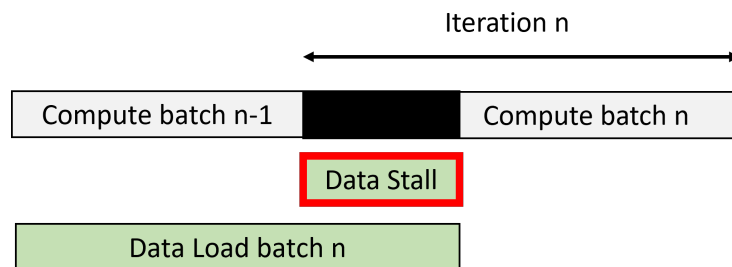 Iteration n
Compute batch n-1
Compute batch n
Data Stall
Data Load batch n